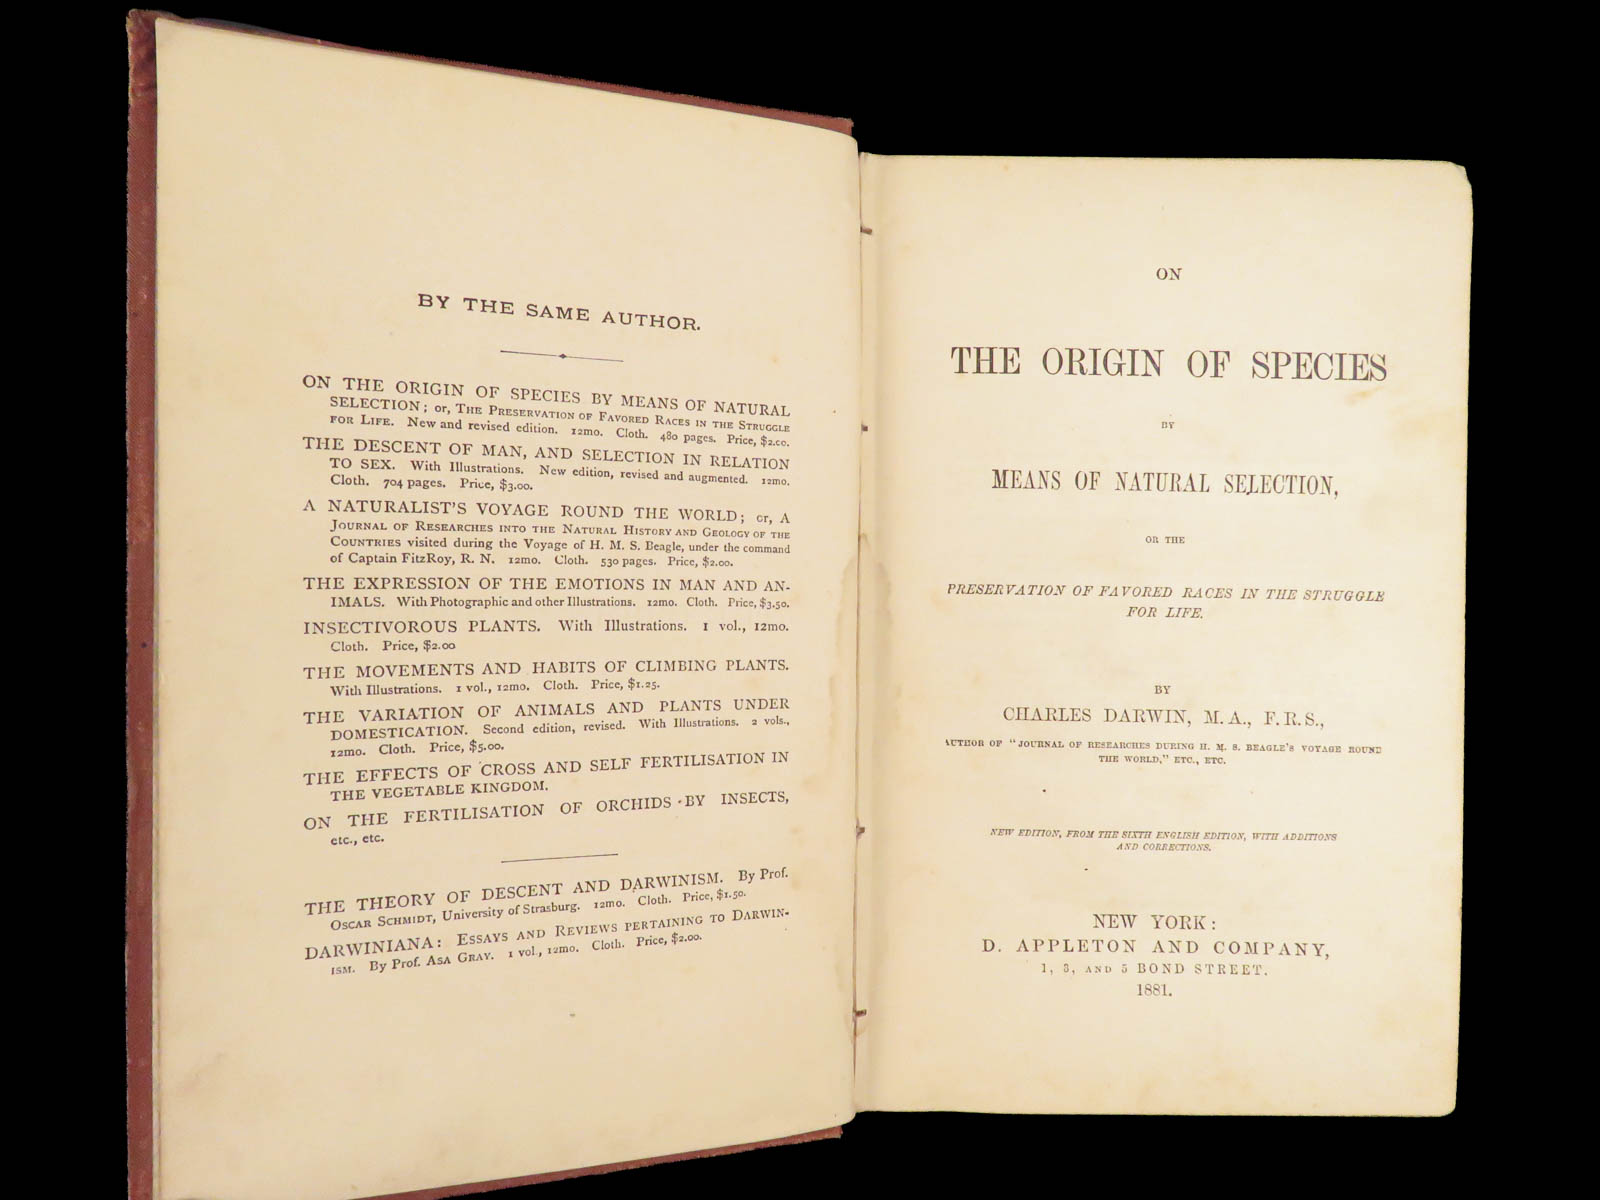 BY THE SAME AUTHOR.
ON THE ORIGIN OF SPECIES BY MEANS OF NATURAL
SELECTION; or, THE PRESERVATION OF FAVORED RACES IN THE STRUGGLE
FOR LIFE. New and revised edition. 12mo. Cloth. 480 pages. Price, $2.00.
THE DESCENT OF MAN, AND SELECTION IN RELATION
TO SEX. With Illustrations. New edition, revised and augmented. 12mo.
Cloth. 704 pages. Price, $3.00.
A NATURALIST'S VOYAGE ROUND THE WORLD; or, A
JOURNAL OF RESEARCHES INTO THE NATURAL HISTORY AND GEOLOGY OF THE
COUNTRIES visited during the Voyage of H. M. S. Beagle, under the command
of Captain FitzRoy, R. N. 12mo. Cloth. 530 pages. Price, $2.00.
THE EXPRESSION OF THE EMOTIONS IN MAN AND AN-
IMALS. With Photographic and other Illustrations. 12mo. Cloth. Price, $3.50.
INSECTIVOROUS PLANTS. With Illustrations. 1 vol., 12mo.
Cloth. Price, $2.00
THE MOVEMENTS AND HABITS OF CLIMBING PLANTS.
With Illustrations. 1 vol., 12mo. Cloth. Price, $1.25.
THE VARIATION OF ANIMALS AND PLANTS UNDER
DOMESTICATION. Second edition, revised. With Illustrations. 2 vols.,
12mo. Cloth. Price, $5.00.
THE EFFECTS OF CROSS AND SELF FERTILISATION IN
THE VEGETABLE KINGDOM.
ON THE FERTILISATION OF ORCHIDS BY INSECTS,
etc., etc.
THE THEORY OF DESCENT AND DARWINISM. By Prof.
OSCAR SCHMIDT, University of Strasburg. 12mo. Cloth. Price, $1.50.
DARWINIANA: ESSAYS AND REVIEWS PERTAINING TO DARWIN-
ISM. By Prof. ASA GRAY. 1 vol., 12mo. Cloth. Price, $2.00.
ON
THE ORIGIN OF SPECIES
BY
MEANS OF NATURAL SELECTION,
OR THE
PRESERVATION OF FAVORED RACES IN THE STRUGGLE
FOR LIFE.
BY
CHARLES DARWIN, M.A., F.R.S.,
AUTHOR OF "JOURNAL OF RESEARCHES DURING H. M. S. BEAGLE'S VOYAGE ROUND
THE WORLD," ETC., ETC.
NEW EDITION, FROM THE SIXTH ENGLISH EDITION, WITH ADDITIONS
AND CORRECTIONS.
NEW YORK:
D. APPLETON AND COMPANY,
1, 3, AND 5 BOND STREET.
1881.